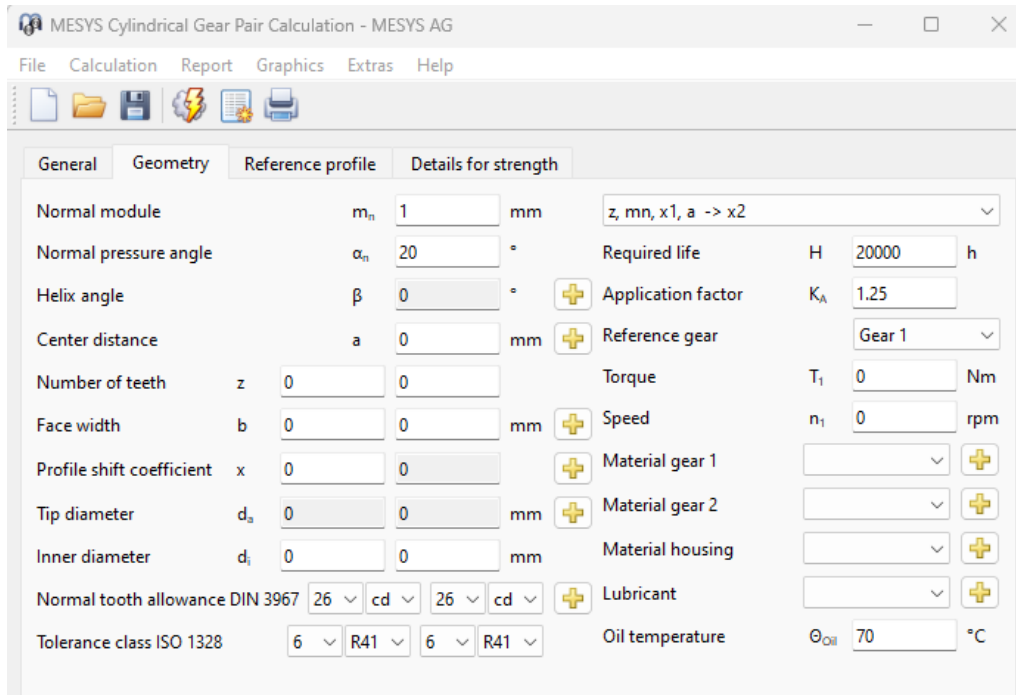 MESYS Cylindrical Gear Pair Calculation - MESYS AG
File Calculation Report Graphics Extras Help
General Geometry Reference profile Details for strength
Normal module mₙ 1 mm
z, mn, x1, a -> x2
Normal pressure angle αₙ 20 °
Required life H 20000 h
Helix angle β 0 °
Application factor K_A 1.25
Center distance a 0 mm
Reference gear Gear 1
Number of teeth z 0 0
Torque T₁ 0 Nm
Face width b 0 0 mm
Speed n₁ 0 rpm
Profile shift coefficient x 0 0
Material gear 1
Tip diameter dₐ 0 0 mm
Material gear 2
Inner diameter dᵢ 0 0 mm
Material housing
Normal tooth allowance DIN 3967 26 cd 26 cd
Lubricant
Tolerance class ISO 1328 6 R41 6 R41
Oil temperature Θ_Oil 70 °C